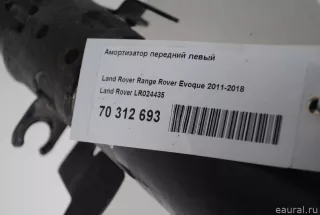 Амортизатор передний левый
Land Rover Range Rover Evoque 2011-2018
Land Rover LR024435
70 312 693
eaural.ru